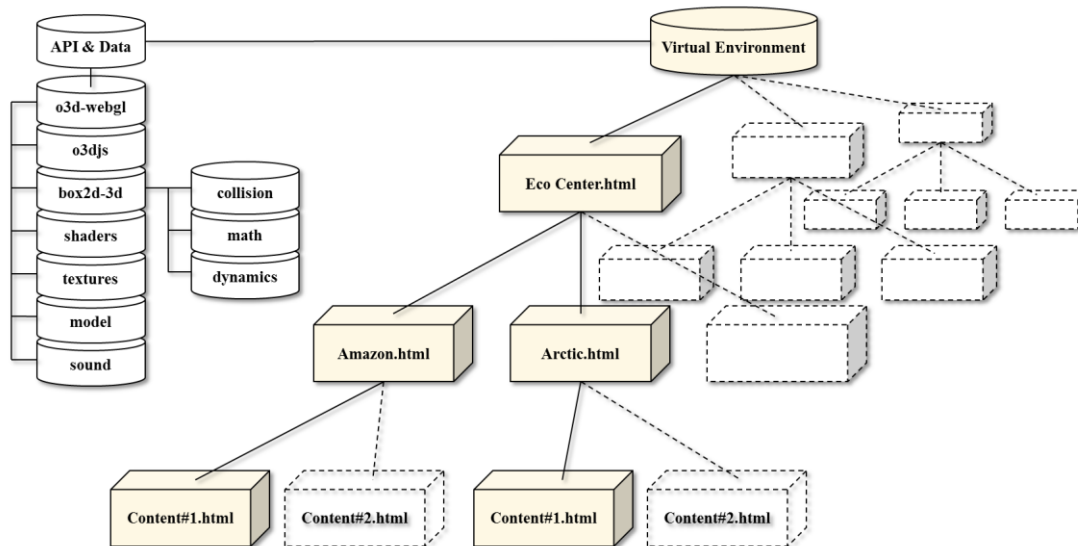 API & Data
Virtual Environment
o3d-webgl
o3djs
box2d-3d
shaders
textures
model
sound
collision
math
dynamics
Eco Center.html
Amazon.html
Arctic.html
Content#1.html
Content#2.html
Content#1.html
Content#2.html